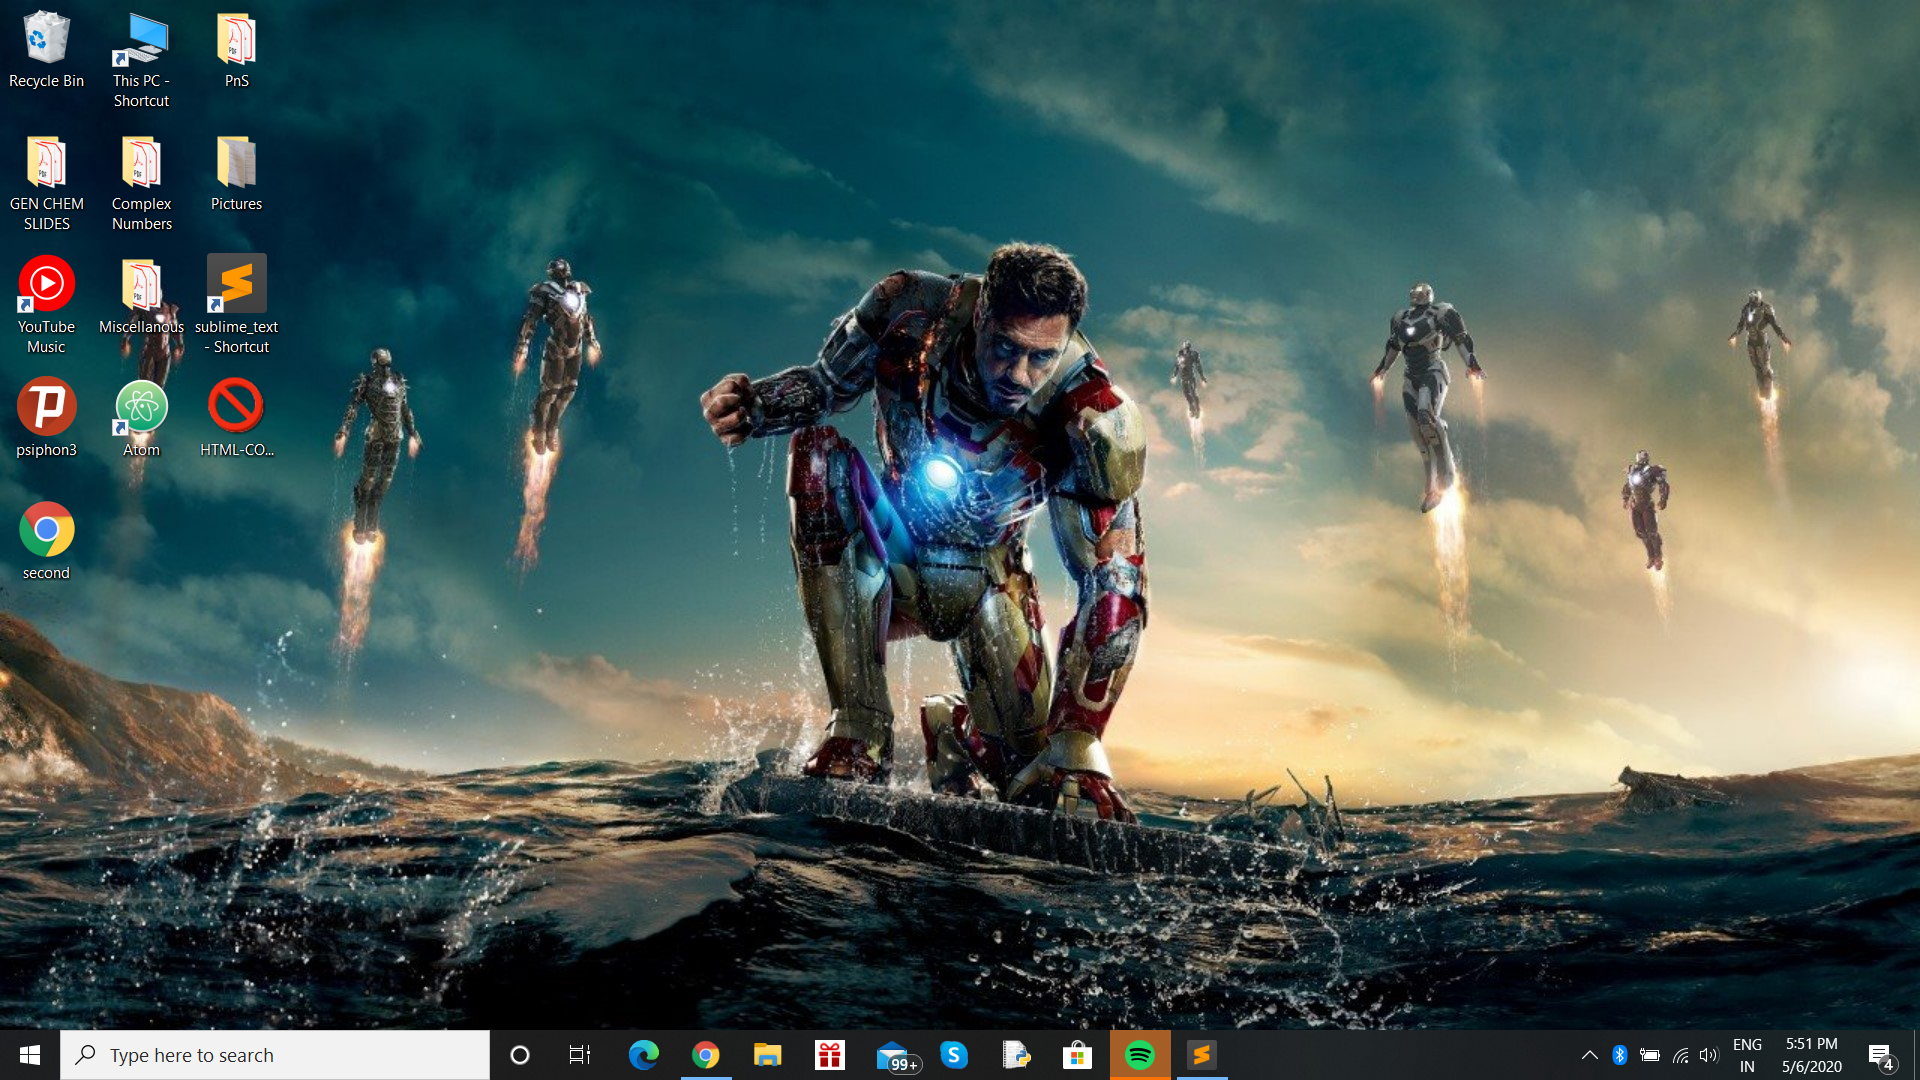 Recycle Bin
This PC -
Shortcut
PnS
GEN CHEM
SLIDES
Complex
Numbers
Pictures
YouTube
Music
Miscellanous
sublime_text
- Shortcut
psiphon3
Atom
HTML-CO...
second
Type here to search
99+
ENG
IN
5:51 PM
5/6/2020
4